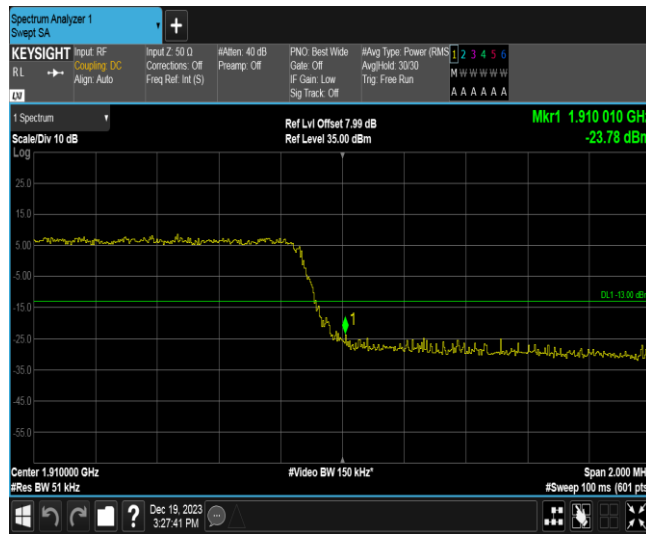 Spectrum Analyzer 1
Swept SA
+
KEYSIGHT
RL
LXI
Input: RF
Coupling: DC
Align: Auto
Input Z: 50 Ω
Corrections: Off
Freq Ref: Int (S)
#Atten: 40 dB
Preamp: Off
PNO: Best Wide
Gate: Off
IF Gain: Low
Sig Track: Off
#Avg Type: Power (RMS
Avg|Hold: 30/30
Trig: Free Run
1 2 3 4 5 6
M W W W W W
A A A A A A
1 Spectrum
Scale/Div 10 dB
Log
Ref Lvl Offset 7.99 dB
Ref Level 35.00 dBm
Mkr1 1.910 010 GHz
-23.78 dBm
25.0
15.0
5.00
-5.00
-15.0
-25.0
-35.0
-45.0
-55.0
DL1 -13.00 dBm
1
Center 1.910000 GHz
#Res BW 51 kHz
#Video BW 150 kHz*
Span 2.000 MH
#Sweep 100 ms (601 pts
?
Dec 19, 2023
3:27:41 PM